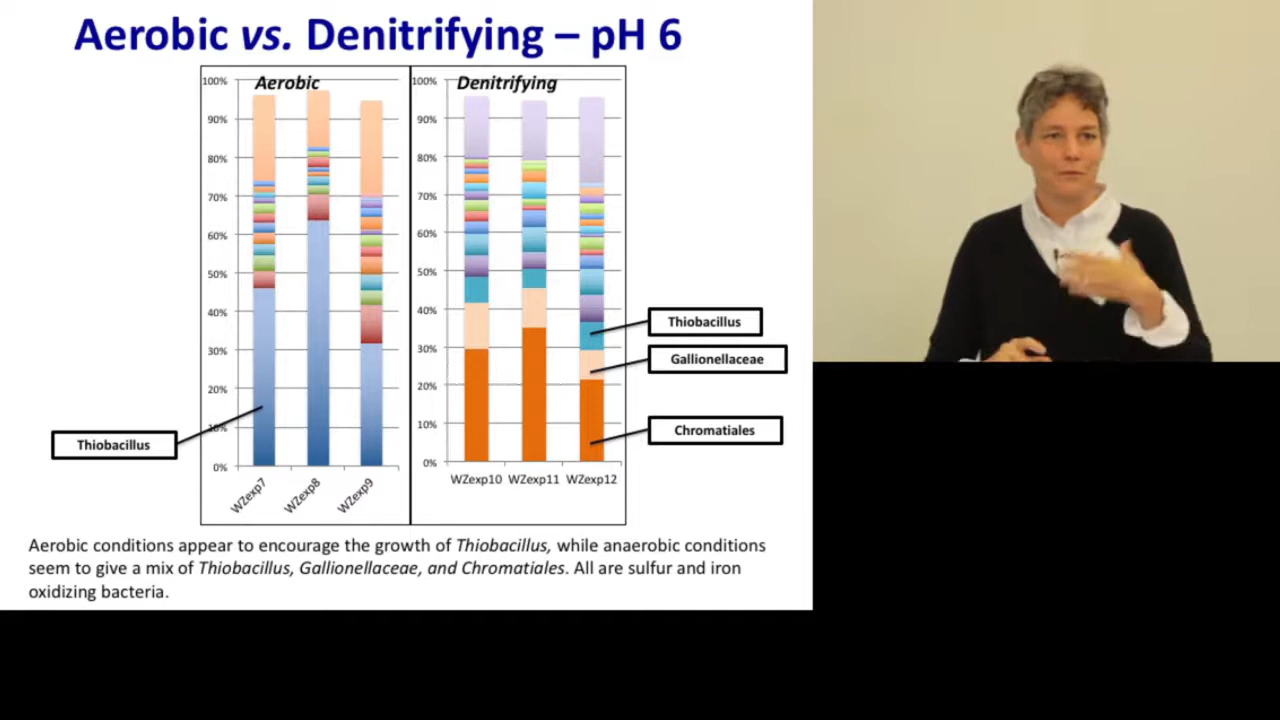 Aerobic vs. Denitrifying – pH 6
Aerobic
100%
90%
80%
70%
60%
50%
40%
30%
20%
10%
0%
WZexp7
WZexp8
WZexp9
Thiobacillus
Denitrifying
100%
90%
80%
70%
60%
50%
40%
30%
20%
10%
0%
WZexp10 WZexp11 WZexp12
Thiobacillus
Gallionellaceae
Chromatiales
Aerobic conditions appear to encourage the growth of Thiobacillus, while anaerobic conditions
seem to give a mix of Thiobacillus, Gallionellaceae, and Chromatiales. All are sulfur and iron
oxidizing bacteria.